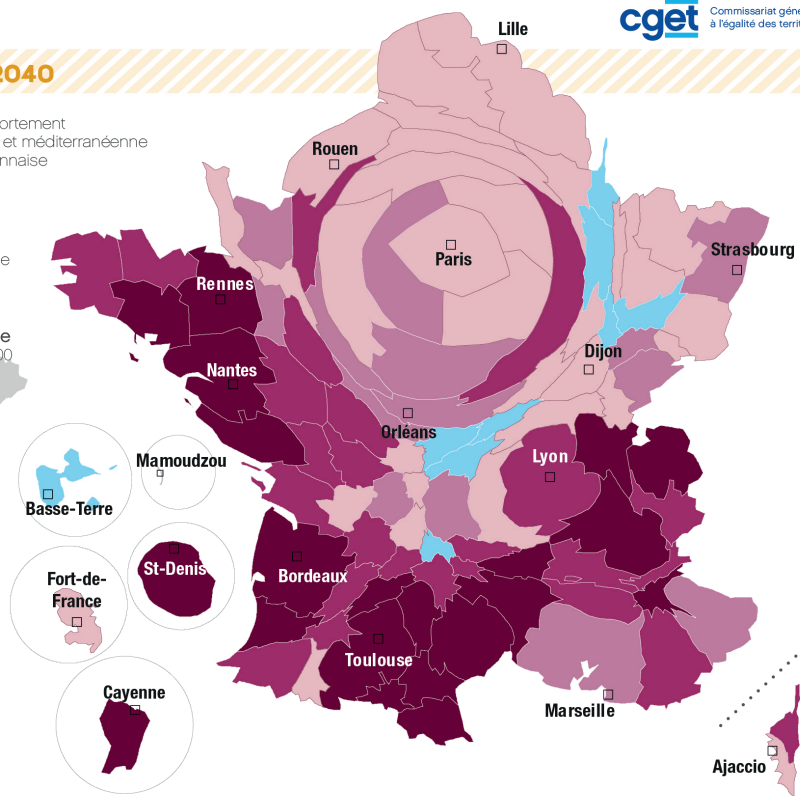 cget
Commissariat géné
à l'égalité des territ
2040
ortement
et méditerranéenne
nnaise
e
e
00
Lille
Rouen
Paris
Strasbourg
Rennes
Dijon
Nantes
Orléans
Lyon
Mamoudzou
Basse-Terre
St-Denis
Bordeaux
Fort-de-
France
Toulouse
Cayenne
Marseille
Ajaccio